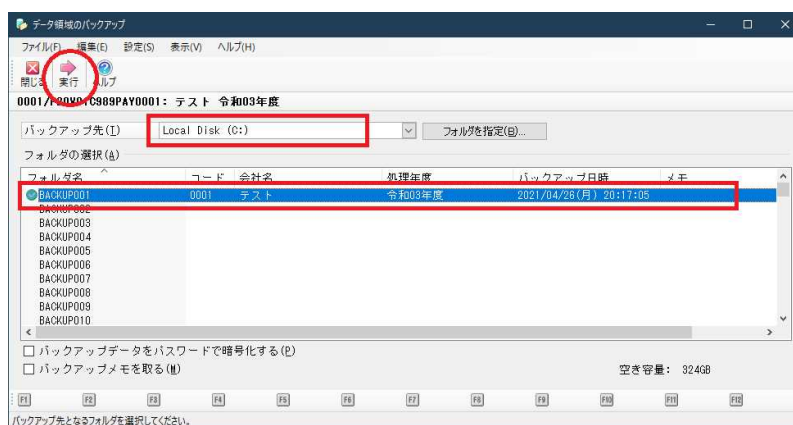 データ領域のバックアップ
ファイル(F) 編集(E) 設定(S) 表示(V) ヘルプ(H)
閉じる 実行 ヘルプ
テスト 令和03年度
バックアップ先(I) Local Disk (C:) フォルダを指定(B)...
フォルダの選択(A)
フォルダ名 コード 会社名 処理年度 バックアップ日時 メモ
BACKUP001 0001 テスト 令和03年度 2021/04/26(月) 20:17:05
BACKUP002
BACKUP003
BACKUP004
BACKUP005
BACKUP006
BACKUP007
BACKUP008
BACKUP009
BACKUP010
バックアップデータをパスワードで暗号化する(P)
バックアップメモを取る(M) 空き容量: 324GB
F1 F2 F3 F4 F5 F6 F7 F8 F9 F10 F11 F12
バックアップ先となるフォルダを選択してください。